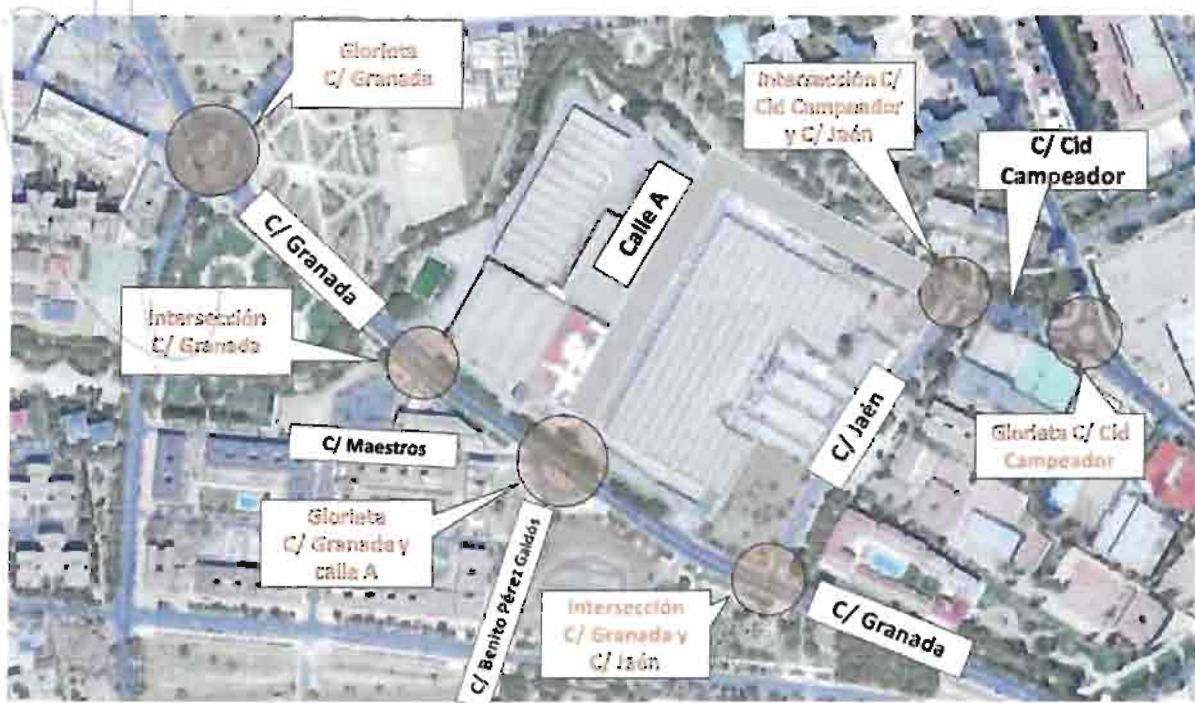 Glorieta
C/ Granada
Intersección C/
Cid Campeador
y C/ Jaén
C/ Cid
Campeador
Calle A
C/ Granada
Intersección
C/ Granada
C/ Jaén
Glorieta C/ Cid
Campeador
C/ Maestros
Glorieta
C/ Granada y
calle A
C/ Benito Pérez Galdós
Intersección
C/ Granada y
C/ Jaén
C/ Granada